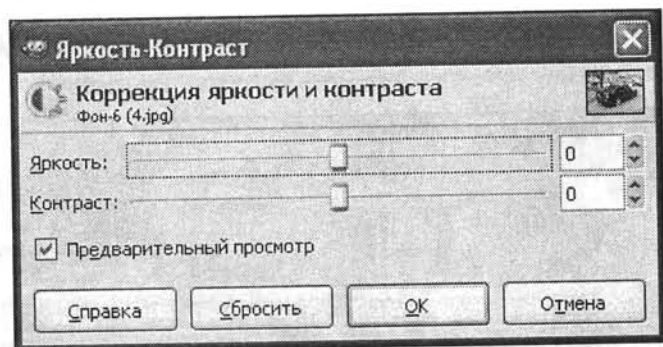 Яркость-Контраст
Коррекция яркости и контраста
Фон-6 (4.jpg)
Яркость: 0
Контраст: 0
Предварительный просмотр
Справка Сбросить OK Отмена